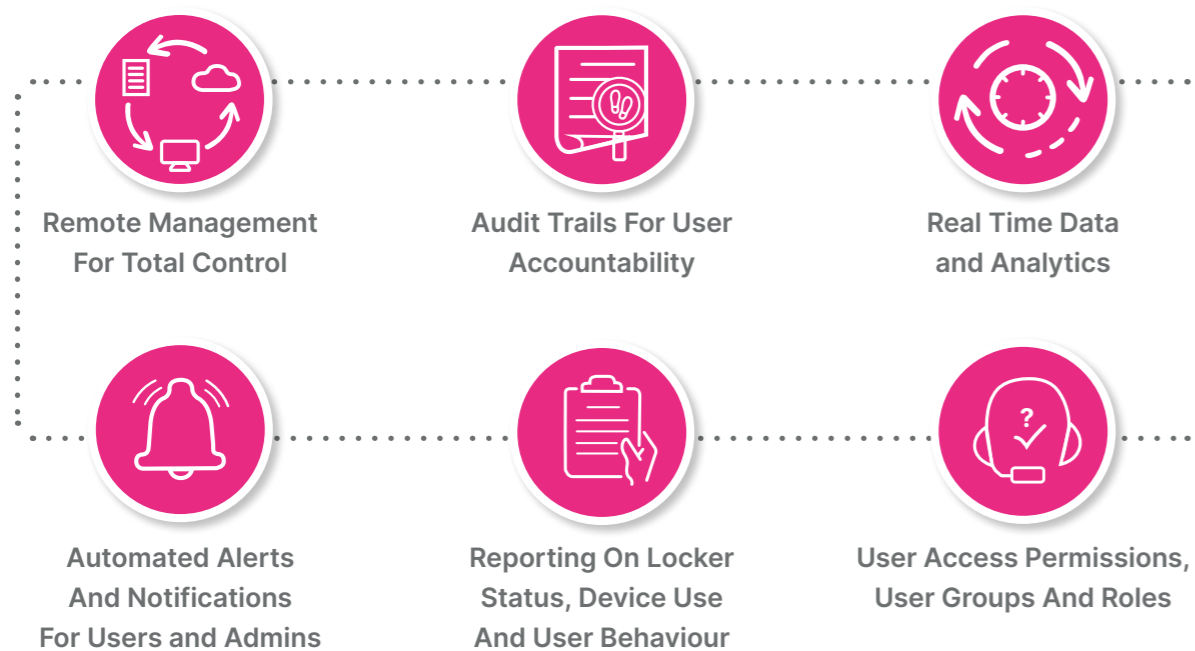 Remote Management
For Total Control
Audit Trails For User
Accountability
Real Time Data
and Analytics
?
Automated Alerts
And Notifications
For Users and Admins
Reporting On Locker
Status, Device Use
And User Behaviour
User Access Permissions,
User Groups And Roles